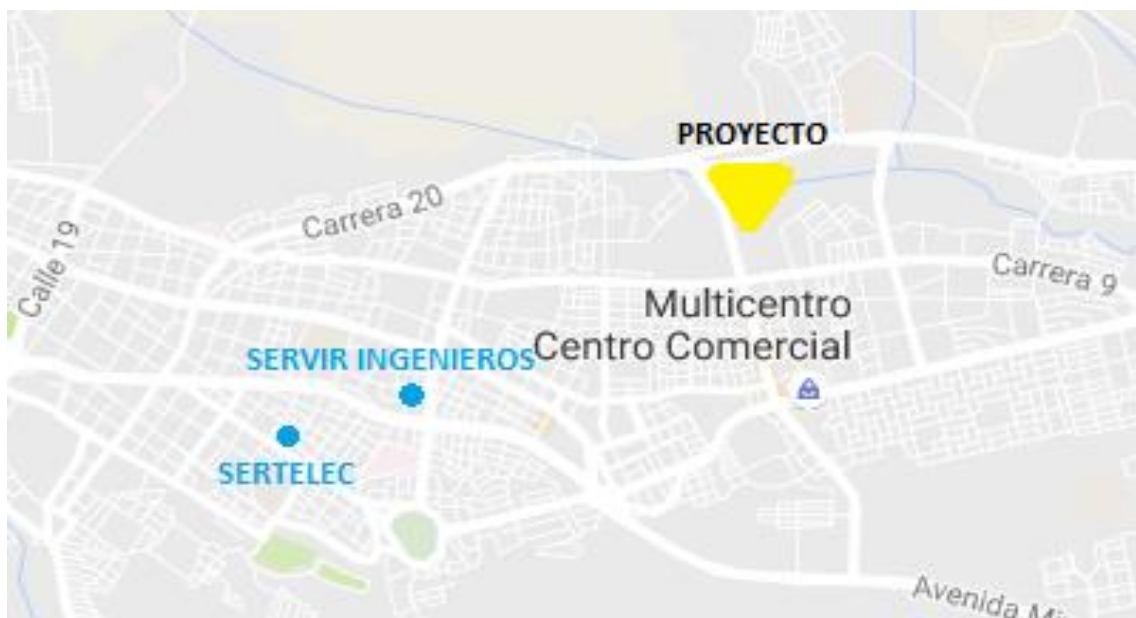 PROYECTO
Carrera 20
Calle 19
Carrera 9
Multicentro
Centro Comercial
SERVIR INGENIEROS
SERTELEC
Avenida